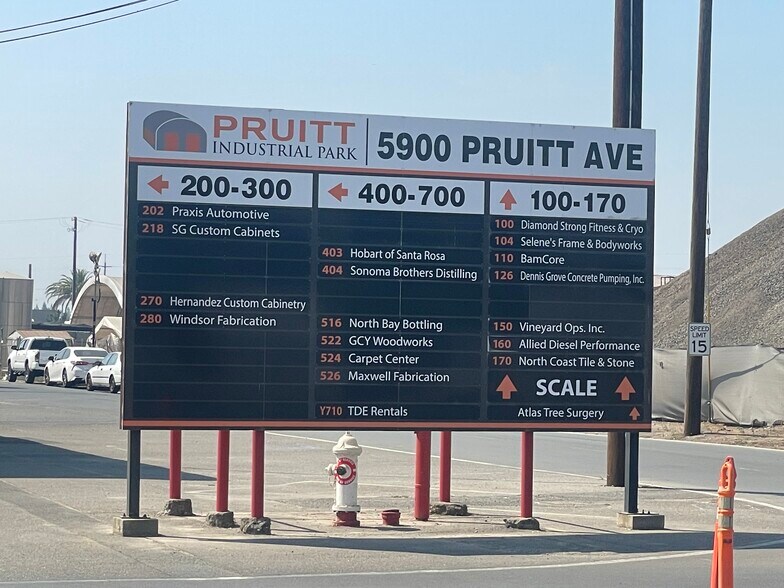 PRUITT
INDUSTRIAL PARK
5900 PRUITT AVE
← 200-300
202 Praxis Automotive
218 SG Custom Cabinets
270 Hernandez Custom Cabinetry
280 Windsor Fabrication
← 400-700
403 Hobart of Santa Rosa
404 Sonoma Brothers Distilling
516 North Bay Bottling
522 GCY Woodworks
524 Carpet Center
526 Maxwell Fabrication
Y710 TDE Rentals
↑ 100-170
100 Diamond Strong Fitness & Cryo
104 Selene's Frame & Bodyworks
110 BamCore
126 Dennis Grove Concrete Pumping, Inc.
150 Vineyard Ops. Inc.
160 Allied Diesel Performance
170 North Coast Tile & Stone
↑ SCALE ↑
Atlas Tree Surgery ↑
SPEED
LIMIT
15